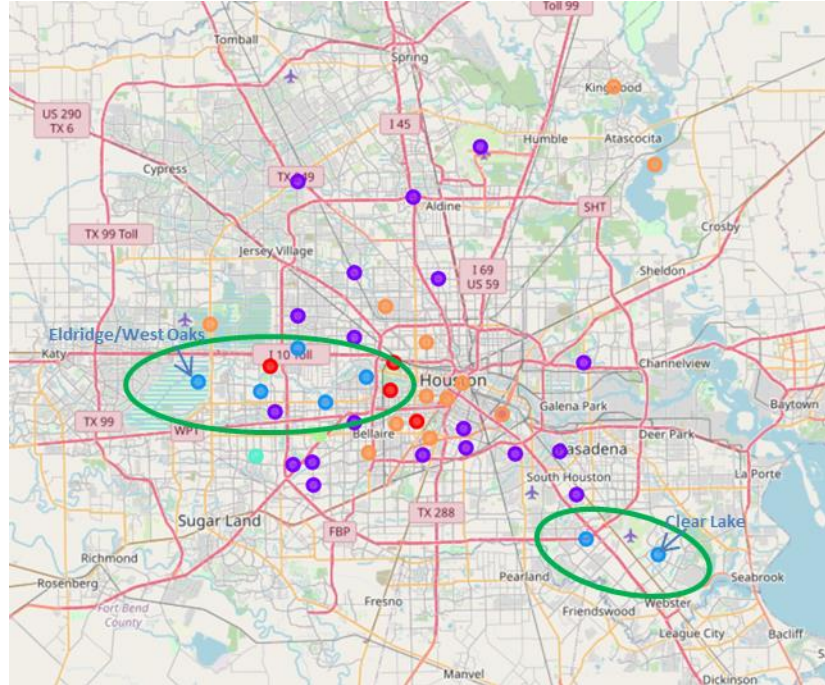 Toll 99
Tomball
Spring
Kingwood
US 290
TX 6
I 45
Humble
Atascocita
Cypress
TX 249
Aldine
SHT
TX 99 Toll
Crosby
Jersey Village
I 69
US 59
Sheldon
Eldridge/West Oaks
Katy
I 10 Toll
Channelview
Houston
Baytown
Galena Park
TX 99
WPT
Bellaire
Deer Park
Pasadena
La Porte
South Houston
TX 288
Sugar Land
FBP
Clear Lake
Richmond
Pearland
Seabrook
Rosenberg
Fresno
Webster
Fort Bend
County
Friendswood
League City
Bacliff
Manvel
Dickinson